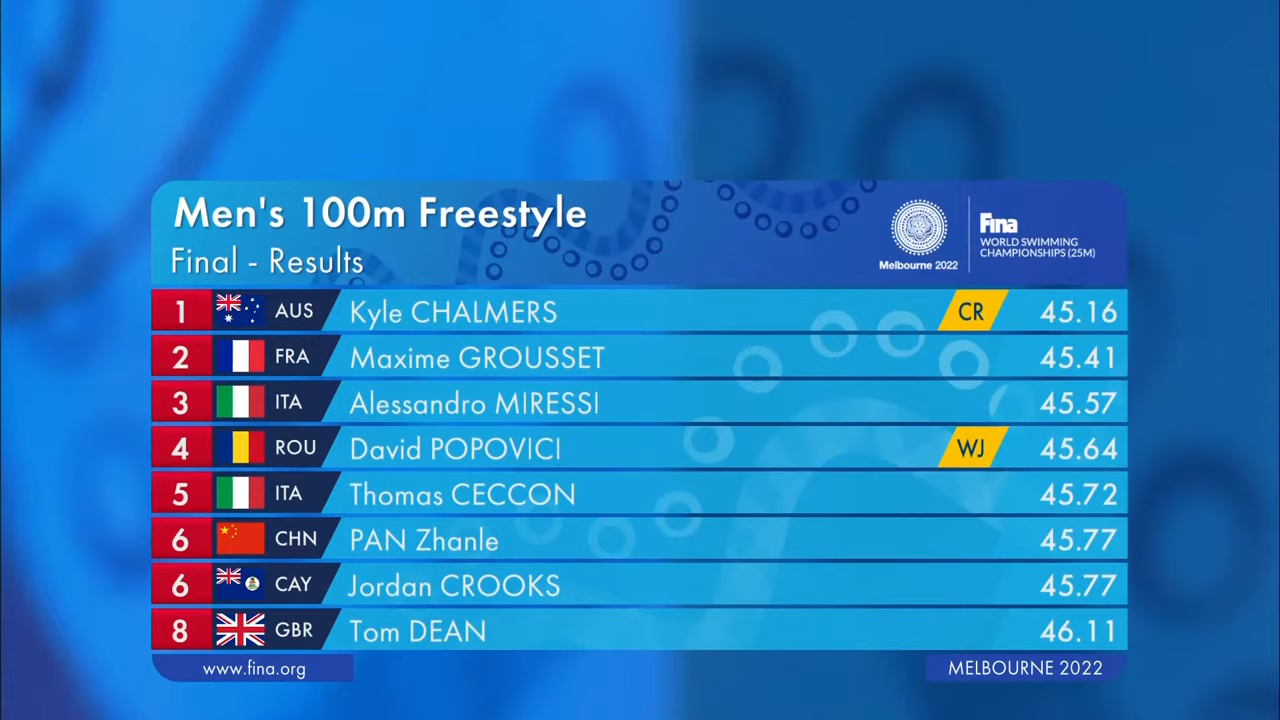 Men's 100m Freestyle
Final - Results
Melbourne 2022
Fina
WORLD SWIMMING
CHAMPIONSHIPS (25M)
1 AUS Kyle CHALMERS CR 45.16
2 FRA Maxime GROUSSET 45.41
3 ITA Alessandro MIRESSI 45.57
4 ROU David POPOVICI WJ 45.64
5 ITA Thomas CECCON 45.72
6 CHN PAN Zhanle 45.77
6 CAY Jordan CROOKS 45.77
8 GBR Tom DEAN 46.11
www.fina.org MELBOURNE 2022